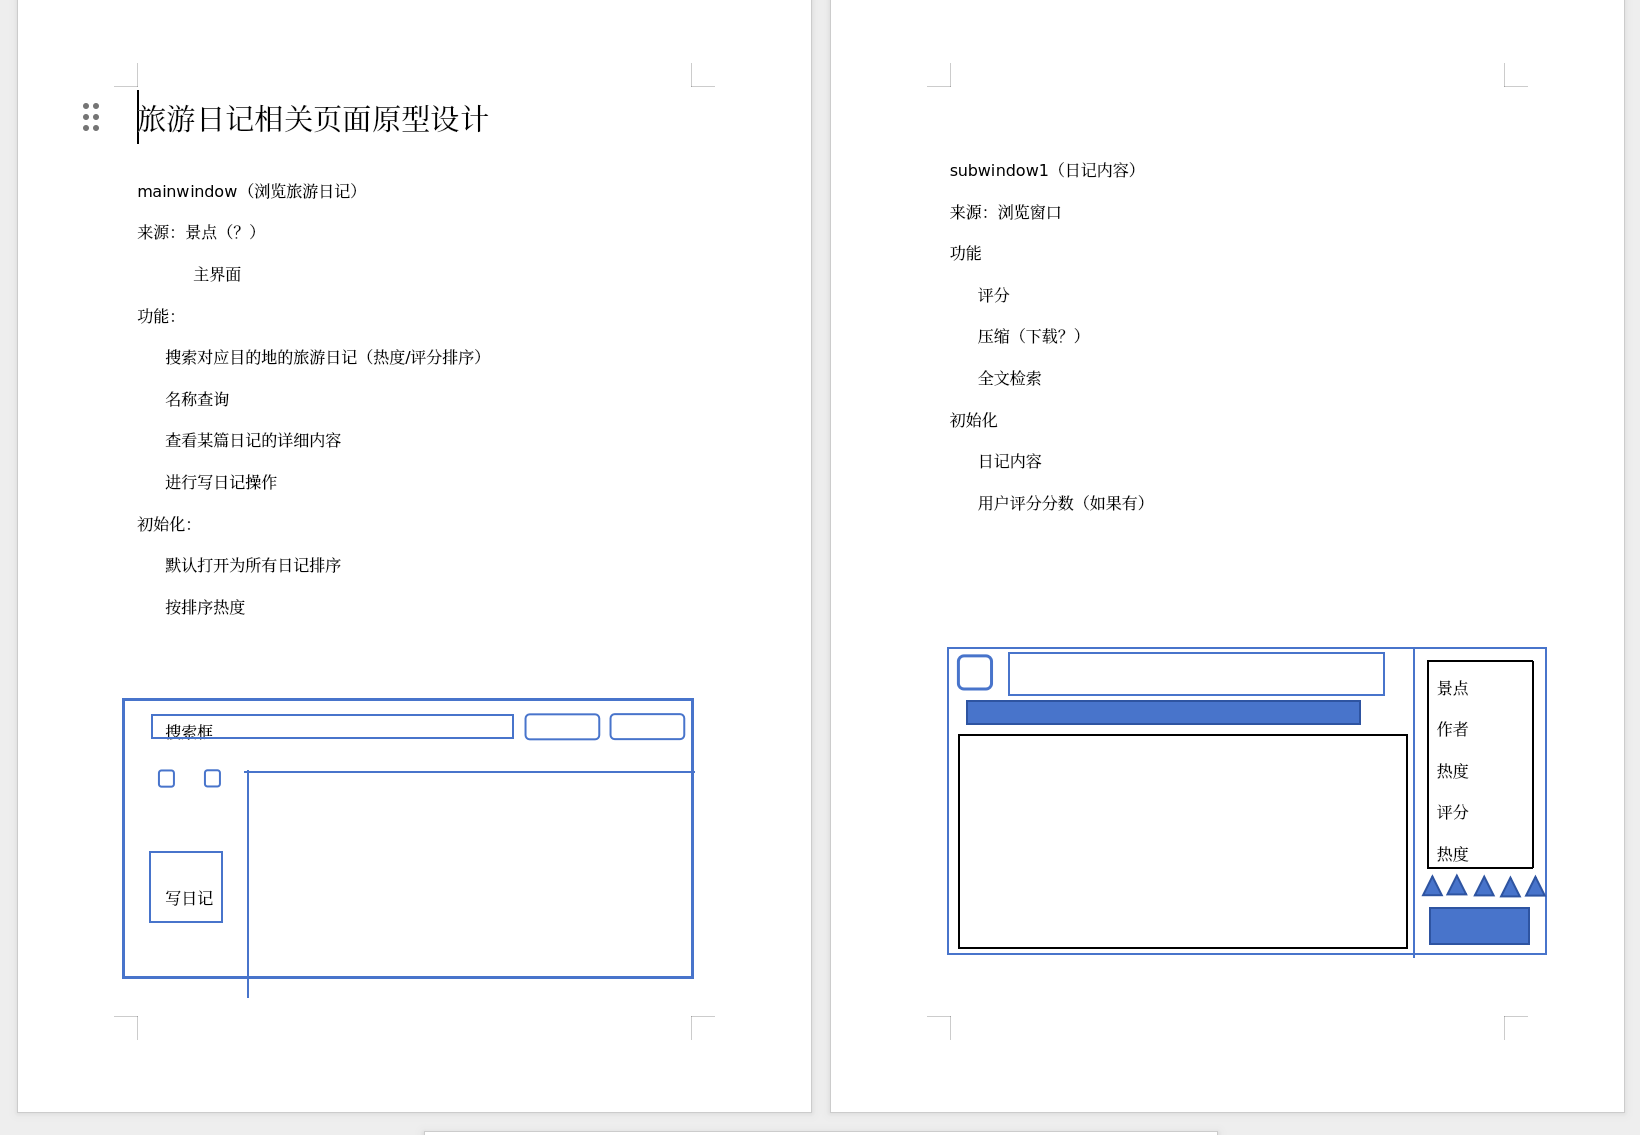 旅游日记相关页面原型设计
mainwindow（浏览旅游日记）
来源：景点（？）
主界面
功能：
搜索对应目的地的旅游日记（热度/评分排序）
名称查询
查看某篇日记的详细内容
进行写日记操作
初始化：
默认打开为所有日记排序
按排序热度
搜索框
写日记
subwindow1（日记内容）
来源：浏览窗口
功能
评分
压缩（下载？）
全文检索
初始化
日记内容
用户评分分数（如果有）
景点
作者
热度
评分
热度